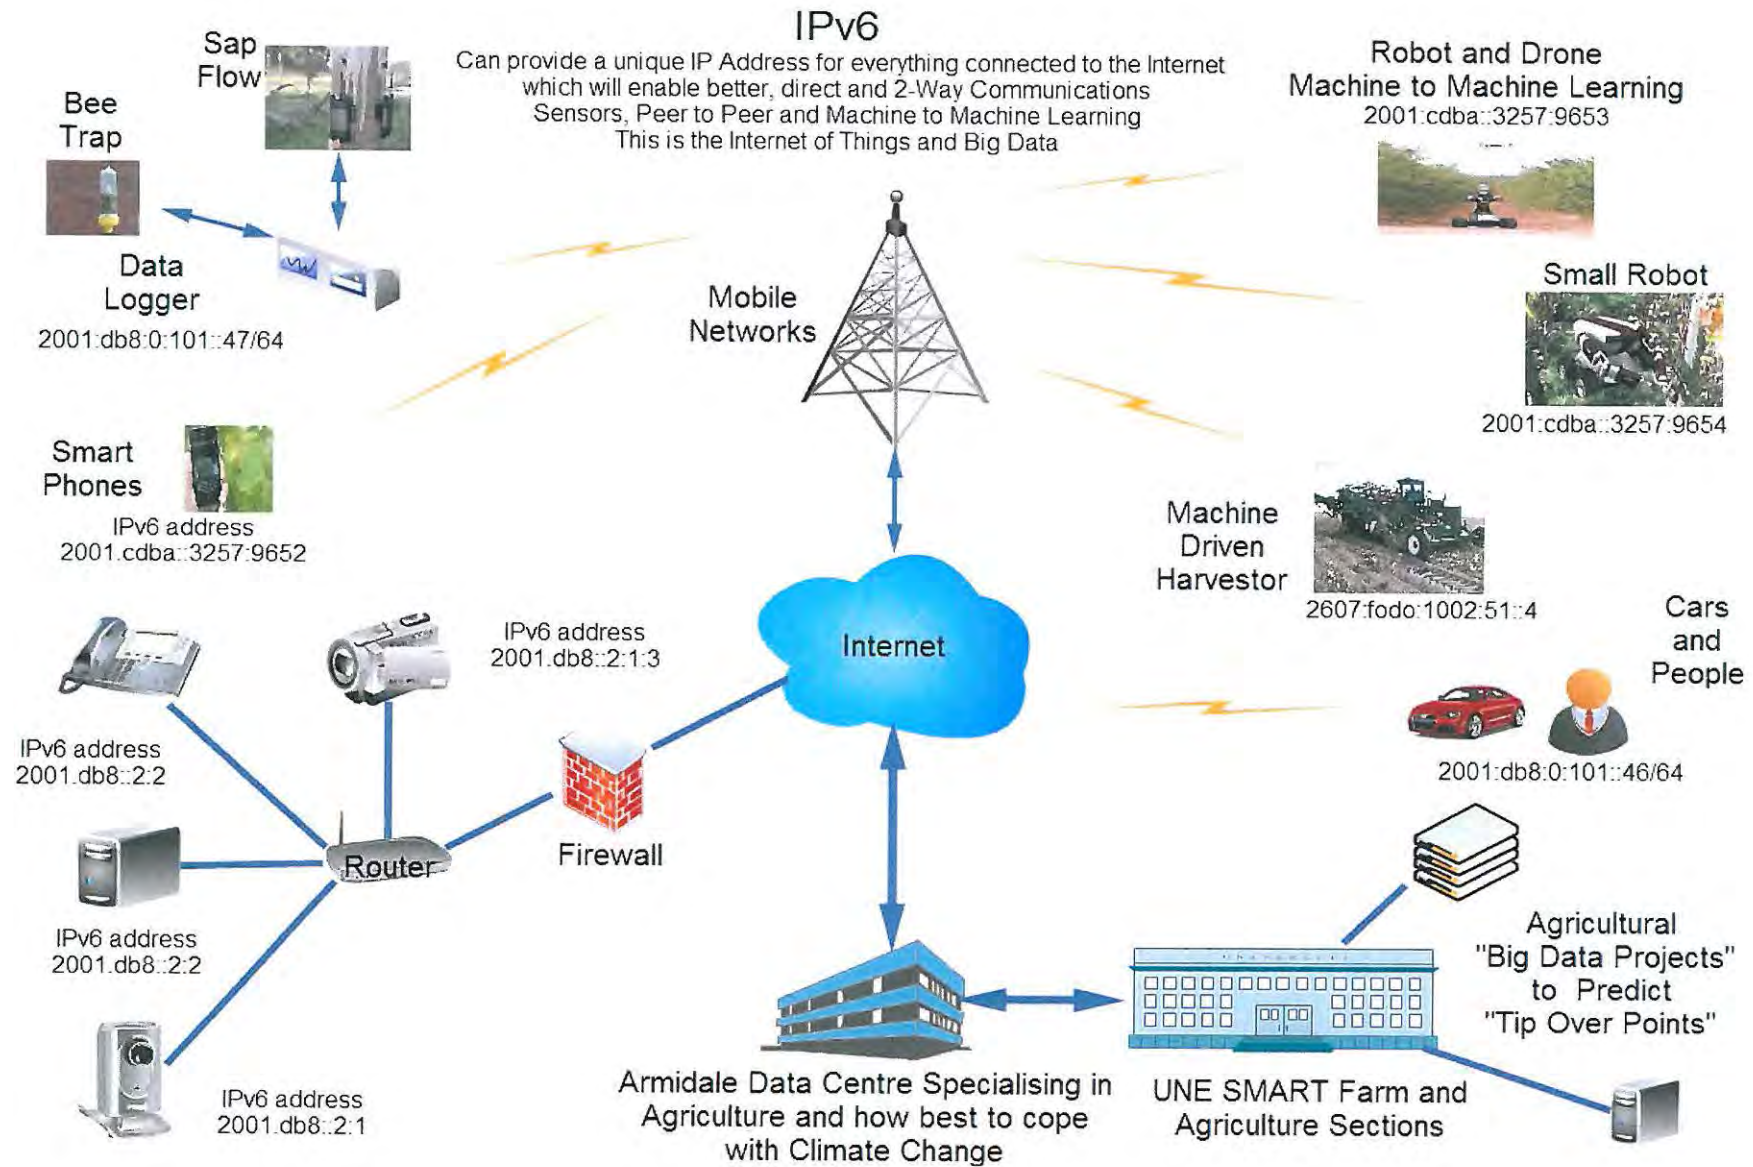 IPv6
Can provide a unique IP Address for everything connected to the Internet
which will enable better, direct and 2-Way Communications
Sensors, Peer to Peer and Machine to Machine Learning
This is the Internet of Things and Big Data
Sap
Flow
Bee
Trap
Data
Logger
2001:db8:0:101::47/64
Mobile
Networks
Robot and Drone
Machine to Machine Learning
2001:cdba::3257:9653
Small Robot
2001:cdba::3257:9654
Smart
Phones
IPv6 address
2001.cdba::3257:9652
Machine
Driven
Harvestor
2607:fodo:1002:51::4
Cars
and
People
2001:db8:0:101::46/64
Internet
IPv6 address
2001.db8::2:1:3
IPv6 address
2001.db8::2:2
IPv6 address
2001.db8::2:2
IPv6 address
2001.db8::2:1
Router
Firewall
Armidale Data Centre Specialising in
Agriculture and how best to cope
with Climate Change
UNE SMART Farm and
Agriculture Sections
Agricultural
"Big Data Projects"
to Predict
"Tip Over Points"